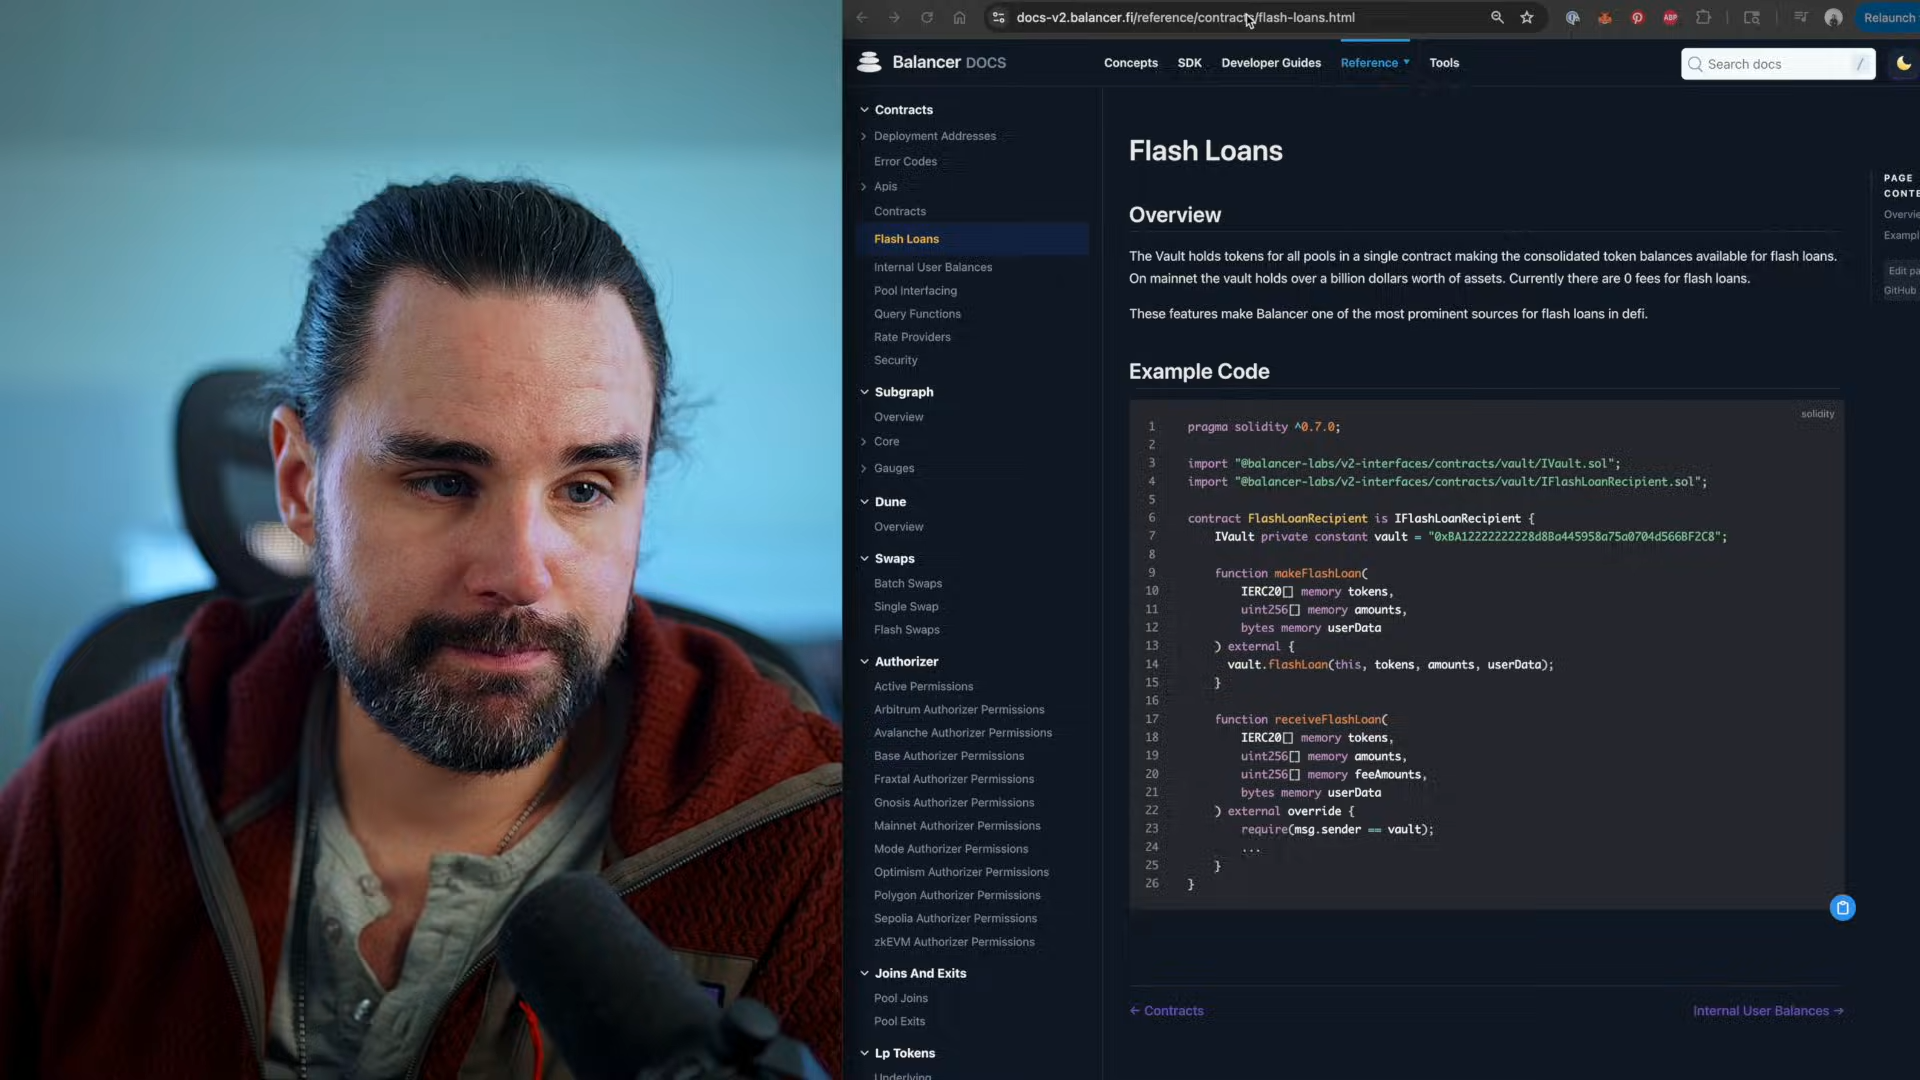 docs-v2.balancer.fi/reference/contracts/flash-loans.html
ABP
Relaunch
Balancer DOCS
Concepts
SDK
Developer Guides
Reference
Tools
Search docs
/
Contracts
Deployment Addresses
Error Codes
Apis
Contracts
Flash Loans
Internal User Balances
Pool Interfacing
Query Functions
Rate Providers
Security
Subgraph
Overview
Core
Gauges
Dune
Overview
Swaps
Batch Swaps
Single Swap
Flash Swaps
Authorizer
Active Permissions
Arbitrum Authorizer Permissions
Avalanche Authorizer Permissions
Base Authorizer Permissions
Fraxtal Authorizer Permissions
Gnosis Authorizer Permissions
Mainnet Authorizer Permissions
Mode Authorizer Permissions
Optimism Authorizer Permissions
Polygon Authorizer Permissions
Sepolia Authorizer Permissions
zkEVM Authorizer Permissions
Joins And Exits
Pool Joins
Pool Exits
Lp Tokens
Underlying
Flash Loans
Overview
The Vault holds tokens for all pools in a single contract making the consolidated token balances available for flash loans.
On mainnet the vault holds over a billion dollars worth of assets. Currently there are 0 fees for flash loans.
These features make Balancer one of the most prominent sources for flash loans in defi.
Example Code
solidity
1 pragma solidity ^0.7.0;
2
3 import "@balancer-labs/v2-interfaces/contracts/vault/IVault.sol";
4 import "@balancer-labs/v2-interfaces/contracts/vault/IFlashLoanRecipient.sol";
5
6 contract FlashLoanRecipient is IFlashLoanRecipient {
7 IVault private constant vault = "0xBA12222222228d8Ba445958a75a0704d566BF2C8";
8
9 function makeFlashLoan(
10 IERC20[] memory tokens,
11 uint256[] memory amounts,
12 bytes memory userData
13 ) external {
14 vault.flashLoan(this, tokens, amounts, userData);
15 }
16
17 function receiveFlashLoan(
18 IERC20[] memory tokens,
19 uint256[] memory amounts,
20 uint256[] memory feeAmounts,
21 bytes memory userData
22 ) external override {
23 require(msg.sender == vault);
24 ...
25 }
26 }
← Contracts
Internal User Balances →
PAGE
CONTE
Overvie
Exampl
Edit pa
GitHub